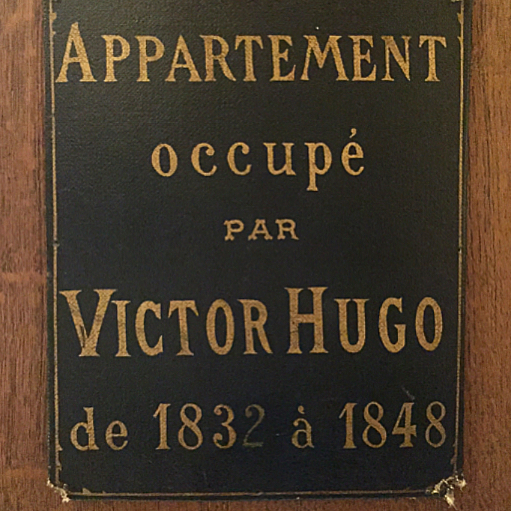 APPARTEMENT
occupé
PAR
VICTOR HUGO
de 1832 à 1848